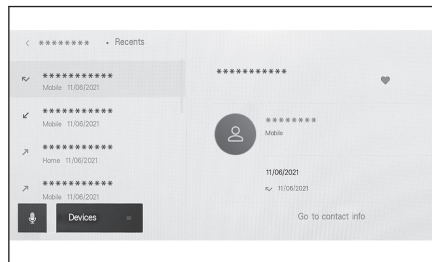 < ******** • Recents
***********
Mobile 11/06/2021
***********
Mobile 11/06/2021
***********
Home 11/06/2021
***********
Mobile 11/06/2021
Devices
***********
********
Mobile
11/06/2021
11/06/2021
Go to contact info